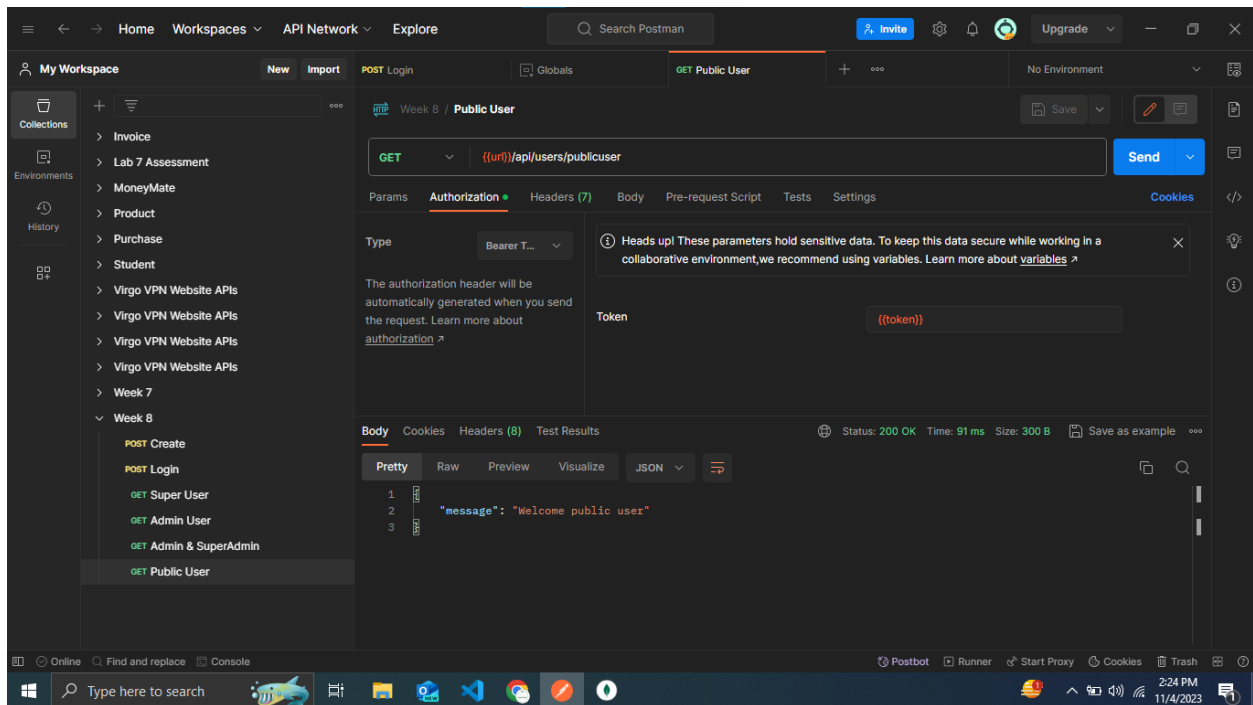 Home Workspaces API Network Explore Search Postman Invite Upgrade
My Workspace New Import POST Login Globals GET Public User No Environment
Collections
Environments
History
Invoice
Lab 7 Assessment
MoneyMate
Product
Purchase
Student
Virgo VPN Website APIs
Virgo VPN Website APIs
Virgo VPN Website APIs
Virgo VPN Website APIs
Week 7
Week 8
POST Create
POST Login
GET Super User
GET Admin User
GET Admin & SuperAdmin
GET Public User
HTTP Week 8 / Public User Save
GET {{url}}/api/users/publicuser Send
Params Authorization Headers (7) Body Pre-request Script Tests Settings Cookies
Type Bearer T...
The authorization header will be
automatically generated when you send
the request. Learn more about
authorization ↗
Heads up! These parameters hold sensitive data. To keep this data secure while working in a
collaborative environment,we recommend using variables. Learn more about variables ↗
Token {{token}}
Body Cookies Headers (8) Test Results Status: 200 OK Time: 91 ms Size: 300 B Save as example
Pretty Raw Preview Visualize JSON
1 {
2 "message": "Welcome public user"
3 }
Online Find and replace Console Postbot Runner Start Proxy Cookies Trash
Type here to search 2:24 PM
11/4/2023